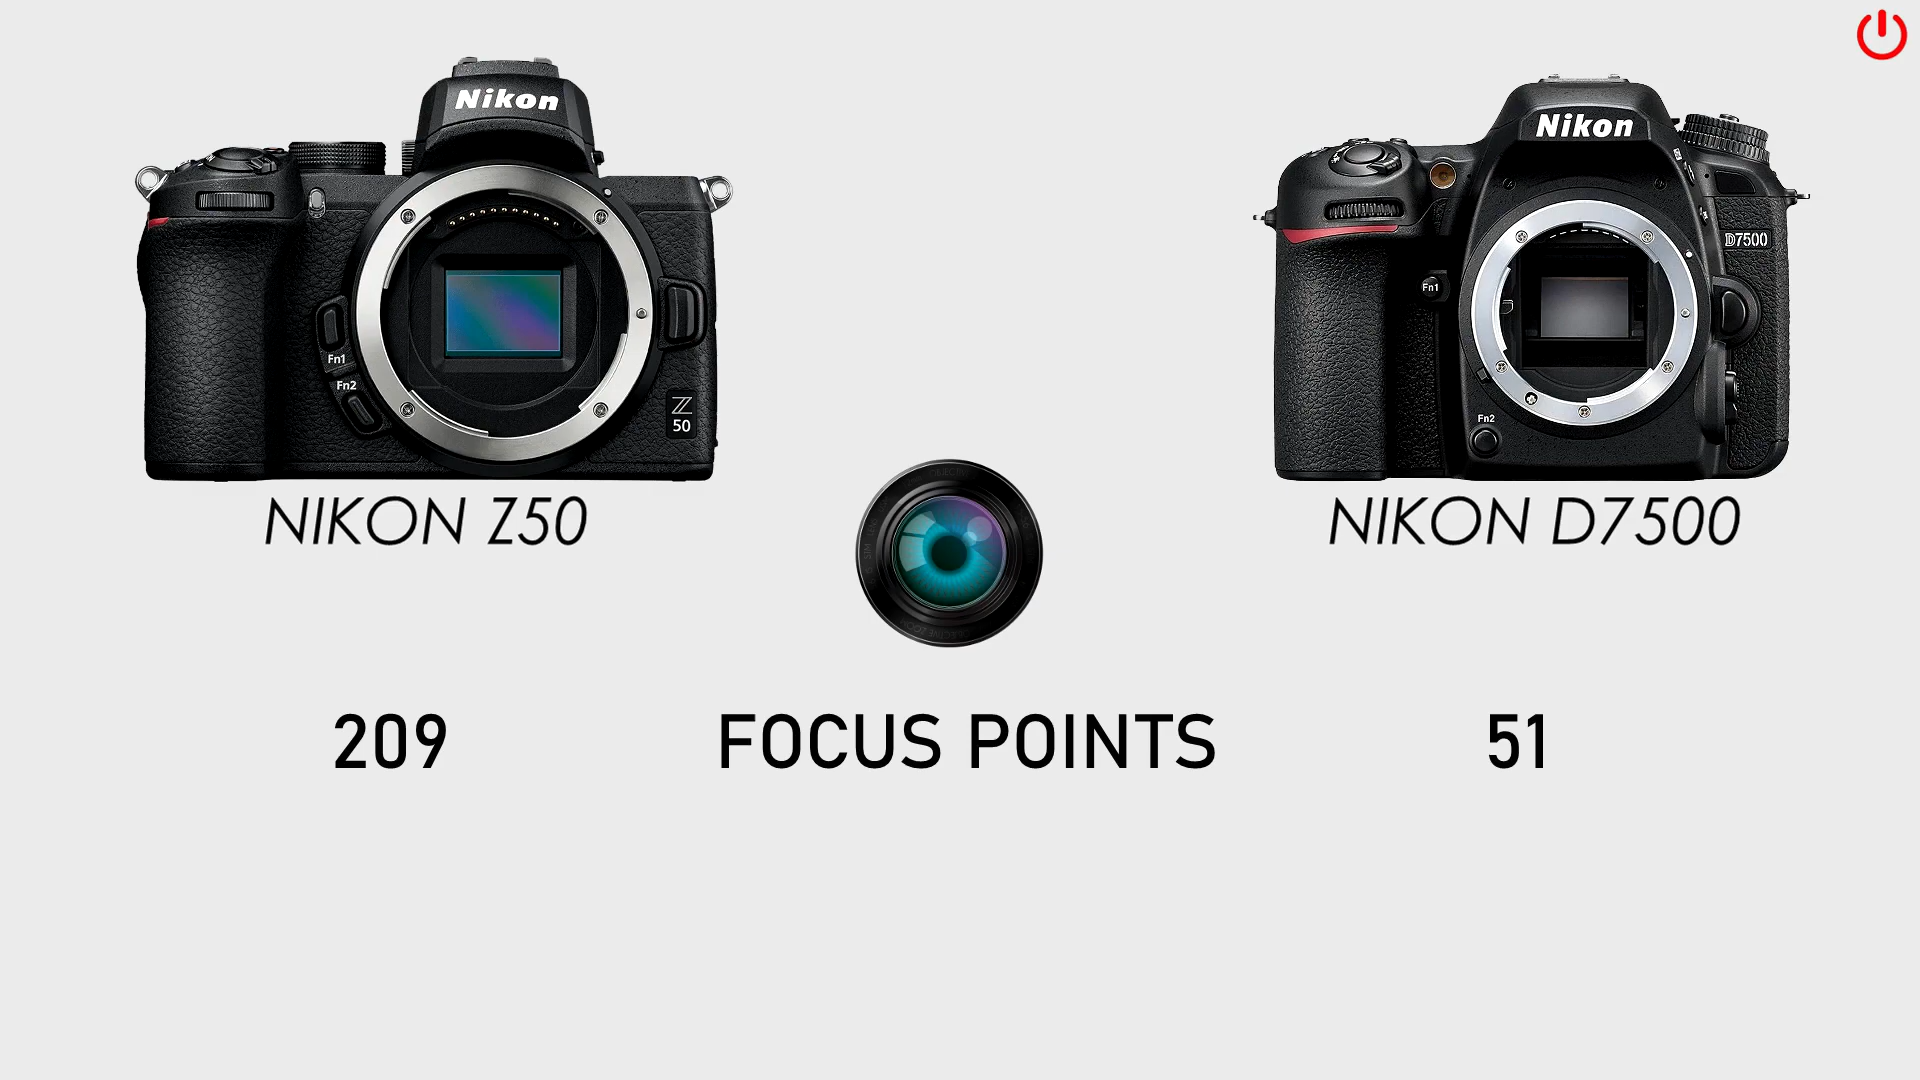 Nikon
Fn1
Fn2
Z
50
NIKON Z50
Nikon
D7500
Fn1
Fn2
NIKON D7500
209
FOCUS POINTS
51